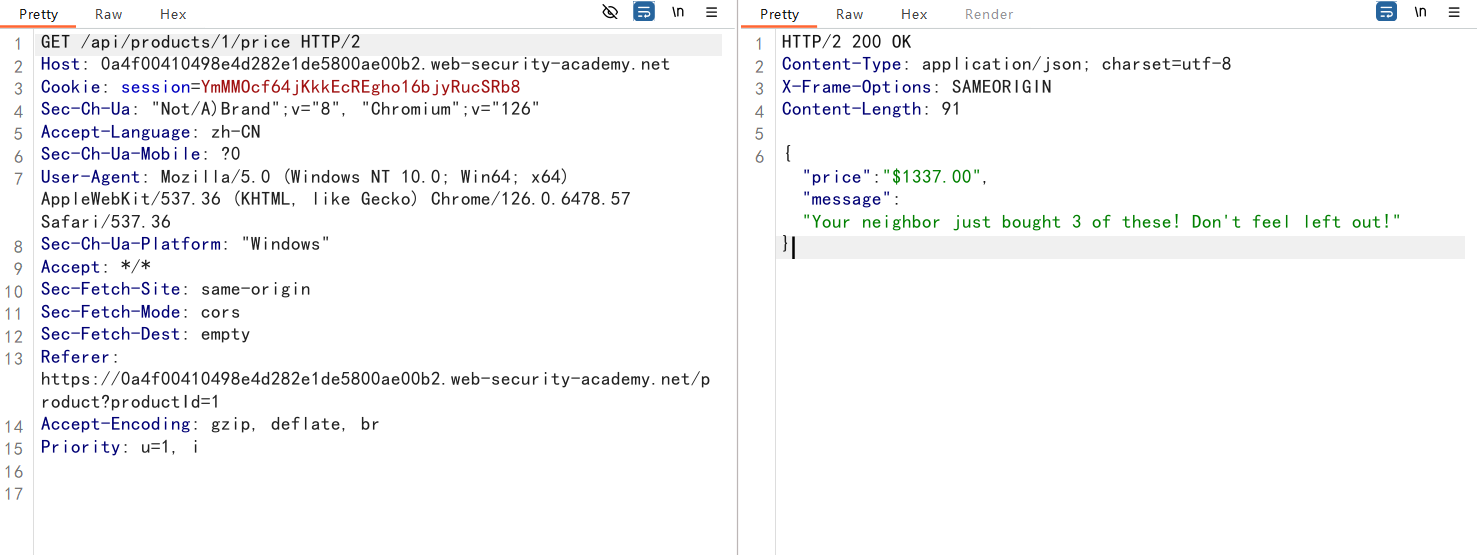 Pretty Raw Hex \n
1 GET /api/products/1/price HTTP/2
2 Host: 0a4f00410498e4d282e1de5800ae00b2.web-security-academy.net
3 Cookie: session=YmMMOcf64jKkkEcREgho16bjyRucSRb8
4 Sec-Ch-Ua: "Not/A)Brand";v="8", "Chromium";v="126"
5 Accept-Language: zh-CN
6 Sec-Ch-Ua-Mobile: ?0
7 User-Agent: Mozilla/5.0 (Windows NT 10.0; Win64; x64)
AppleWebKit/537.36 (KHTML, like Gecko) Chrome/126.0.6478.57
Safari/537.36
8 Sec-Ch-Ua-Platform: "Windows"
9 Accept: */*
10 Sec-Fetch-Site: same-origin
11 Sec-Fetch-Mode: cors
12 Sec-Fetch-Dest: empty
13 Referer:
https://0a4f00410498e4d282e1de5800ae00b2.web-security-academy.net/p
roduct?productId=1
14 Accept-Encoding: gzip, deflate, br
15 Priority: u=1, i
16
17
Pretty Raw Hex Render \n
1 HTTP/2 200 OK
2 Content-Type: application/json; charset=utf-8
3 X-Frame-Options: SAMEORIGIN
4 Content-Length: 91
5
6 {
"price":"$1337.00",
"message":
"Your neighbor just bought 3 of these! Don't feel left out!"
}